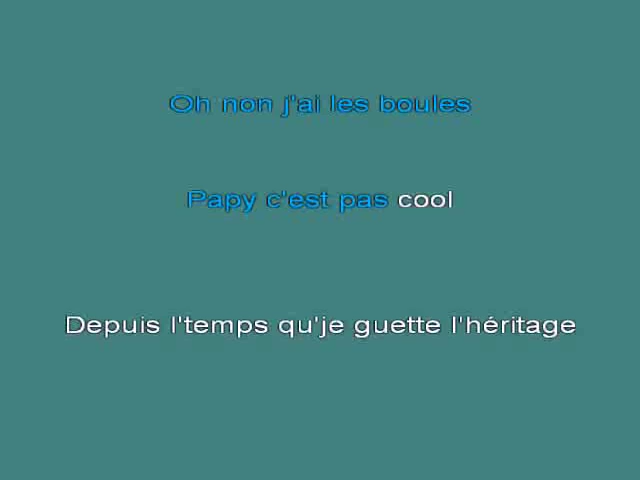 Oh non j'ai les boules
Papy c'est pas cool
Depuis l'temps qu'je guette l'héritage